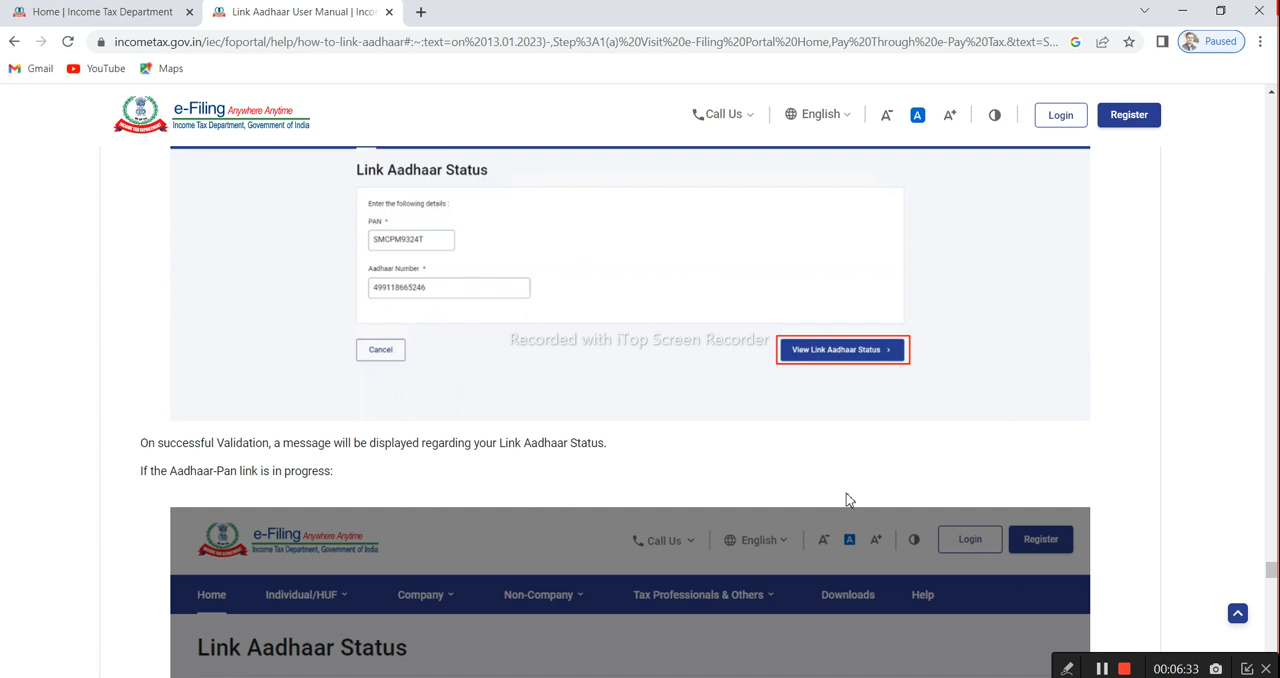 Home | Income Tax Department
Link Aadhaar User Manual | Inco
incometax.gov.in/iec/foportal/help/how-to-link-aadhaar#:~:text=on%2013.01.2023)-,Step%3A1(a)%20Visit%20e-Filing%20Portal%20Home,Pay%20Through%20e-Pay%20Tax.&text=S...
Paused
Gmail YouTube Maps
e-Filing Anywhere Anytime
Income Tax Department, Government of India
Call Us English A- A A+ Login Register
Link Aadhaar Status
Enter the following details :
PAN *
SMCPM9324T
Aadhaar Number *
499118665246
Recorded with iTop Screen Recorder
Cancel View Link Aadhaar Status >
On successful Validation, a message will be displayed regarding your Link Aadhaar Status.
If the Aadhaar-Pan link is in progress:
e-Filing Anywhere Anytime
Income Tax Department, Government of India
Call Us English A- A A+ Login Register
Home Individual/HUF Company Non-Company Tax Professionals & Others Downloads Help
Link Aadhaar Status
00:06:33